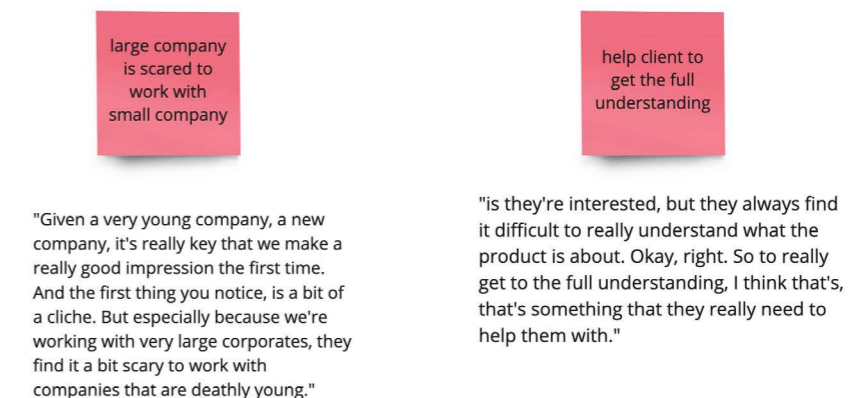 large company
is scared to
work with
small company
help client to
get the full
understanding
"Given a very young company, a new
company, it's really key that we make a
really good impression the first time.
And the first thing you notice, is a bit of
a cliche. But especially because we're
working with very large corporates, they
find it a bit scary to work with
companies that are deathly young."
"is they're interested, but they always find
it difficult to really understand what the
product is about. Okay, right. So to really
get to the full understanding, I think that's,
that's something that they really need to
help them with."